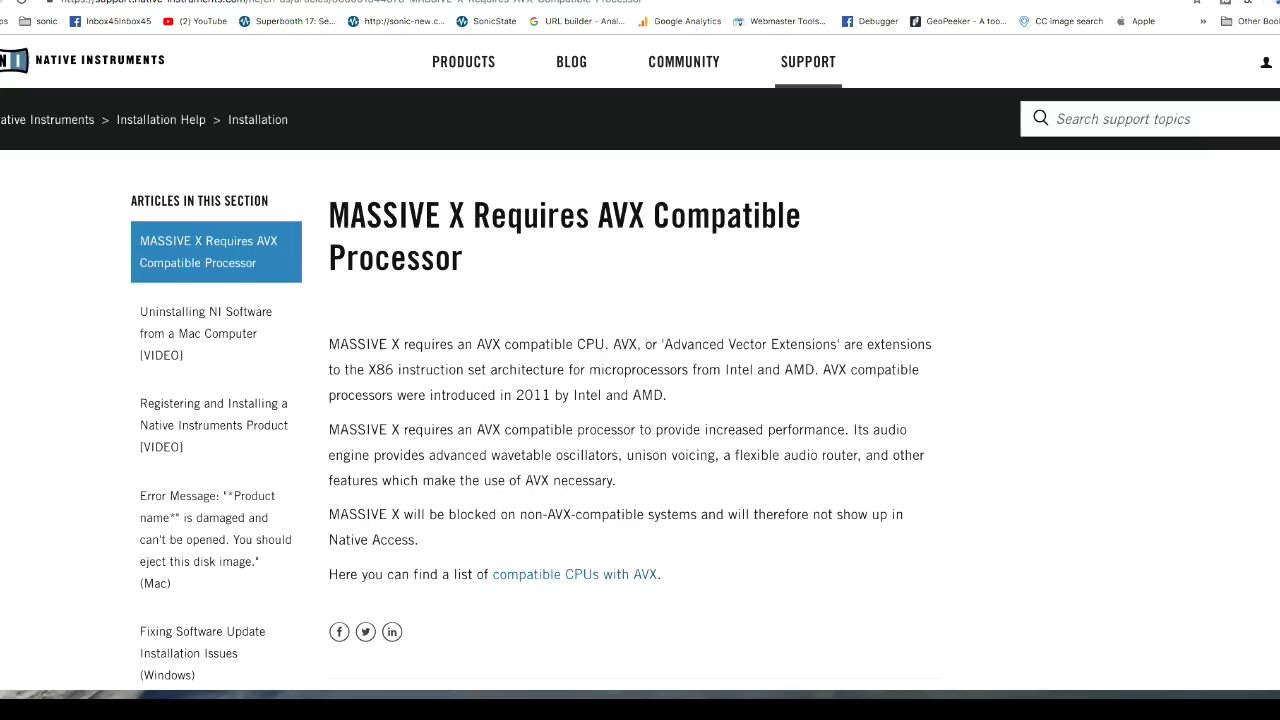 sonic
Inbox45Inbox45
(2) YouTube
Superbooth 17: Se...
http://sonic-new.c...
SonicState
URL builder - Anal...
Google Analytics
Webmaster Tools...
Debugger
GeoPeeker - A too...
CC image search
Apple
»
Other Bool
NI NATIVE INSTRUMENTS
PRODUCTS
BLOG
COMMUNITY
SUPPORT
ative Instruments > Installation Help > Installation
Search support topics
ARTICLES IN THIS SECTION
MASSIVE X Requires AVX
Compatible Processor
Uninstalling NI Software
from a Mac Computer
[VIDEO]
Registering and Installing a
Native Instruments Product
[VIDEO]
Error Message: "*Product
name*" is damaged and
can't be opened. You should
eject this disk image."
(Mac)
Fixing Software Update
Installation Issues
(Windows)
MASSIVE X Requires AVX Compatible
Processor
MASSIVE X requires an AVX compatible CPU. AVX, or 'Advanced Vector Extensions' are extensions
to the X86 instruction set architecture for microprocessors from Intel and AMD. AVX compatible
processors were introduced in 2011 by Intel and AMD.
MASSIVE X requires an AVX compatible processor to provide increased performance. Its audio
engine provides advanced wavetable oscillators, unison voicing, a flexible audio router, and other
features which make the use of AVX necessary.
MASSIVE X will be blocked on non-AVX-compatible systems and will therefore not show up in
Native Access.
Here you can find a list of compatible CPUs with AVX.